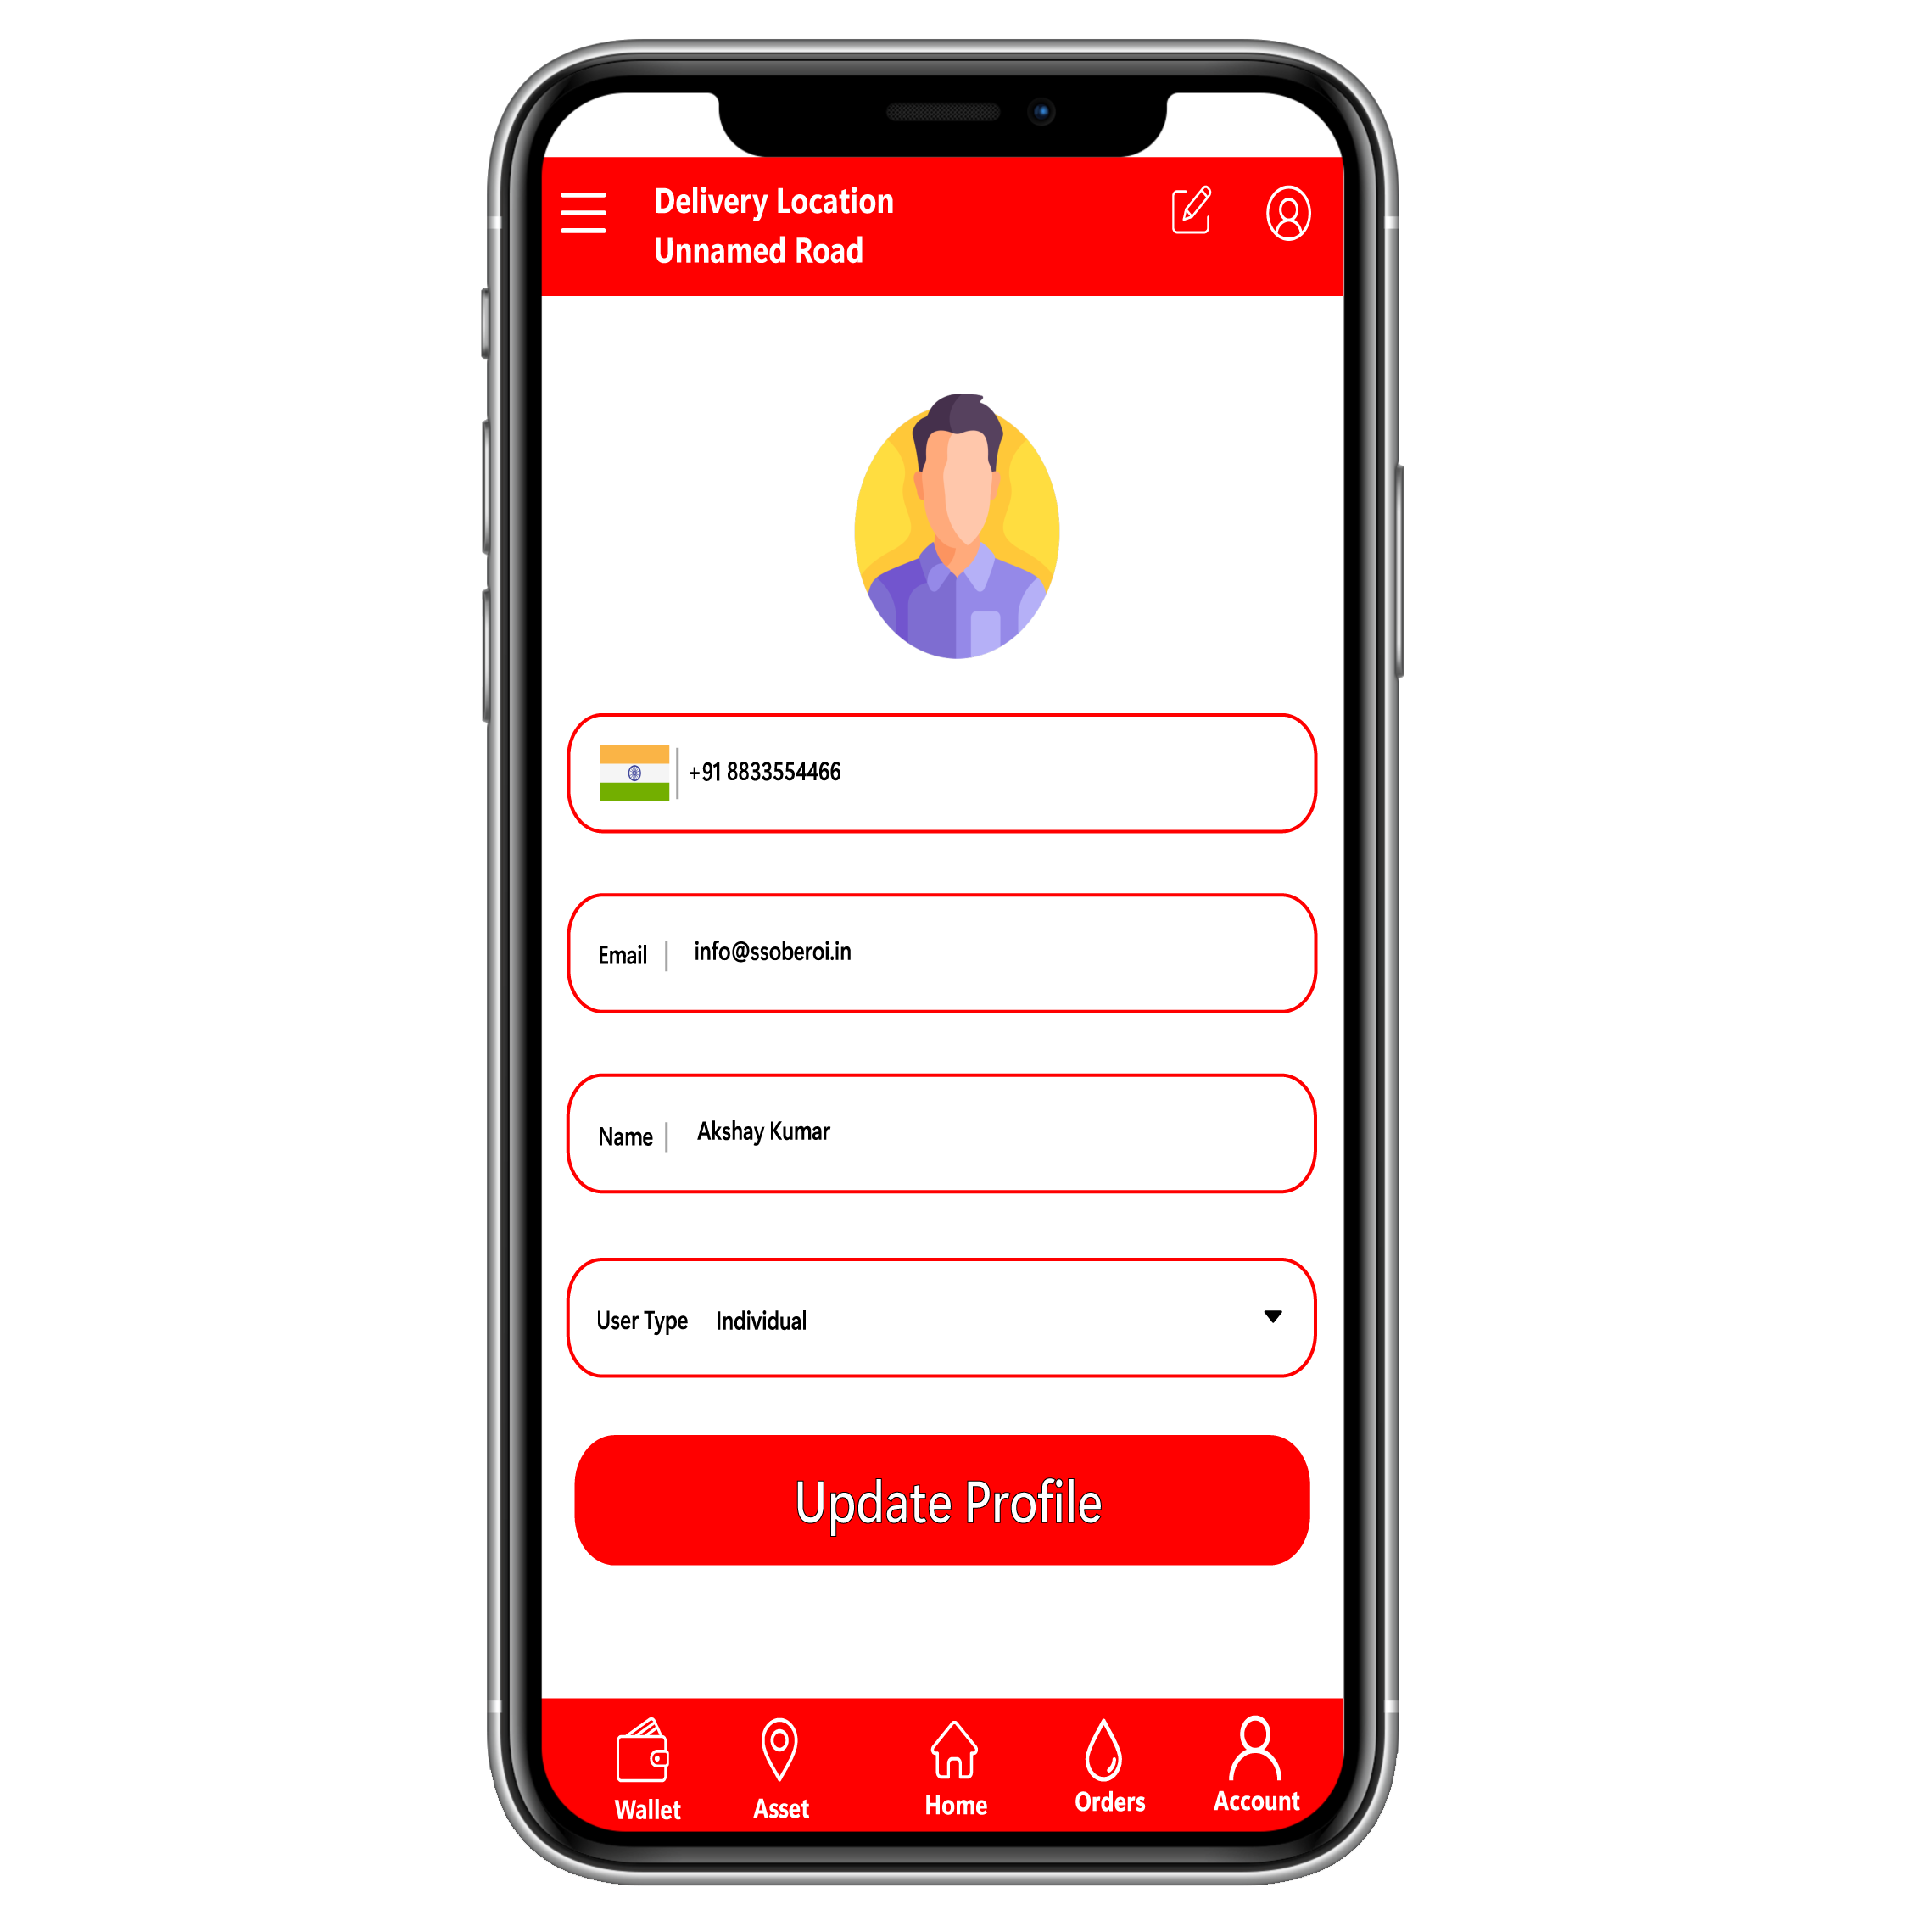 Delivery Location
Unnamed Road
+91 8833554466
Email info@ssoberoi.in
Name Akshay Kumar
User Type Individual
Update Profile
Wallet Asset Home Orders Account